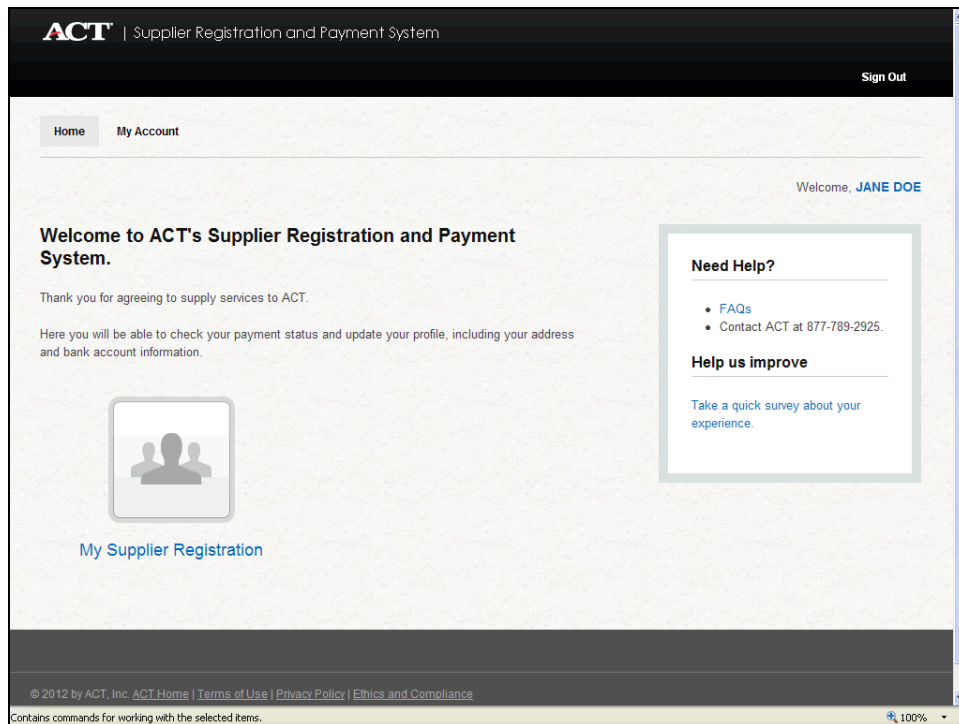 ACT | Supplier Registration and Payment System
Sign Out
Home My Account
Welcome, JANE DOE
Welcome to ACT's Supplier Registration and Payment
System.
Thank you for agreeing to supply services to ACT.
Here you will be able to check your payment status and update your profile, including your address
and bank account information.
My Supplier Registration
Need Help?
• FAQs
• Contact ACT at 877-789-2925.
Help us improve
Take a quick survey about your
experience.
© 2012 by ACT, Inc. ACT Home | Terms of Use | Privacy Policy | Ethics and Compliance
Contains commands for working with the selected items. 100%